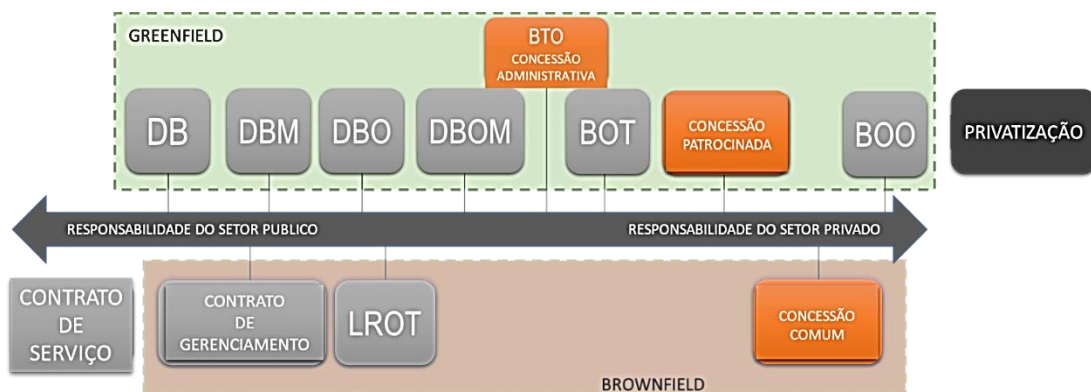 GREENFIELD
BTO
CONCESSÃO
ADMINISTRATIVA
DB
DBM
DBO
DBOM
BOT
CONCESSÃO
PATROCINADA
BOO
PRIVATIZAÇÃO
RESPONSABILIDADE DO SETOR PUBLICO
RESPONSABILIDADE DO SETOR PRIVADO
CONTRATO
DE
SERVIÇO
CONTRATO
DE
GERENCIAMENTO
LROT
CONCESSÃO
COMUM
BROWNFIELD